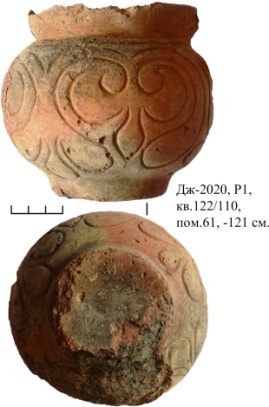 Дж-2020, Р1,
кв.122/110,
пом.61, -121 см.